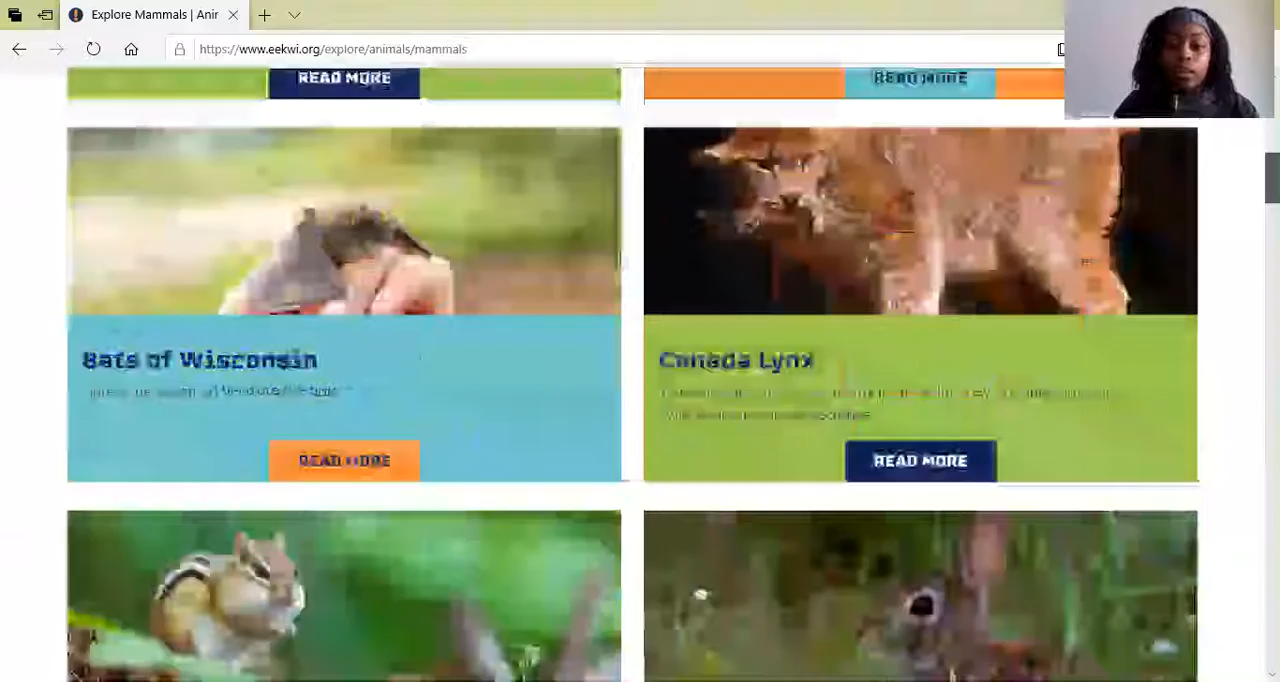 Explore Mammals | Anir
https://www.eekwi.org/explore/animals/mammals
READ MORE
READ MORE
Bats of Wisconsin
Canada Lynx
READ MORE
READ MORE